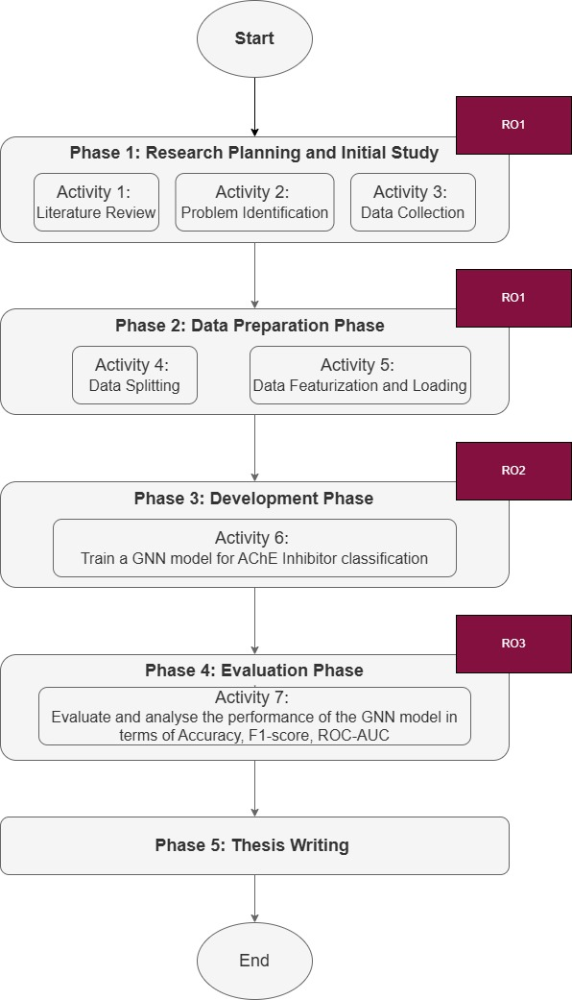 Start
RO1
Phase 1: Research Planning and Initial Study
Activity 1:
Literature Review
Activity 2:
Problem Identification
Activity 3:
Data Collection
RO1
Phase 2: Data Preparation Phase
Activity 4:
Data Splitting
Activity 5:
Data Featurization and Loading
RO2
Phase 3: Development Phase
Activity 6:
Train a GNN model for AChE Inhibitor classification
RO3
Phase 4: Evaluation Phase
Activity 7:
Evaluate and analyse the performance of the GNN model in
terms of Accuracy, F1-score, ROC-AUC
Phase 5: Thesis Writing
End